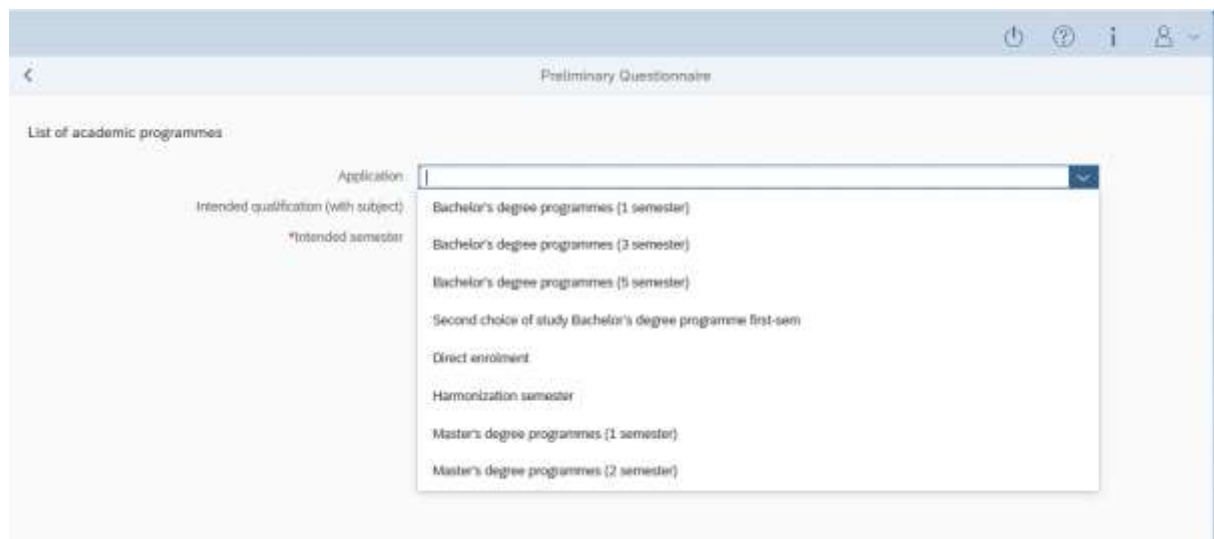 Preliminary Questionnaire
List of academic programmes
Application
Intended qualification (with subject)
*Intended semester
Bachelor's degree programmes (1 semester)
Bachelor's degree programmes (3 semester)
Bachelor's degree programmes (5 semester)
Second choice of study Bachelor's degree programme first-sem
Direct enrolment
Harmonization semester
Master's degree programmes (1 semester)
Master's degree programmes (2 semester)